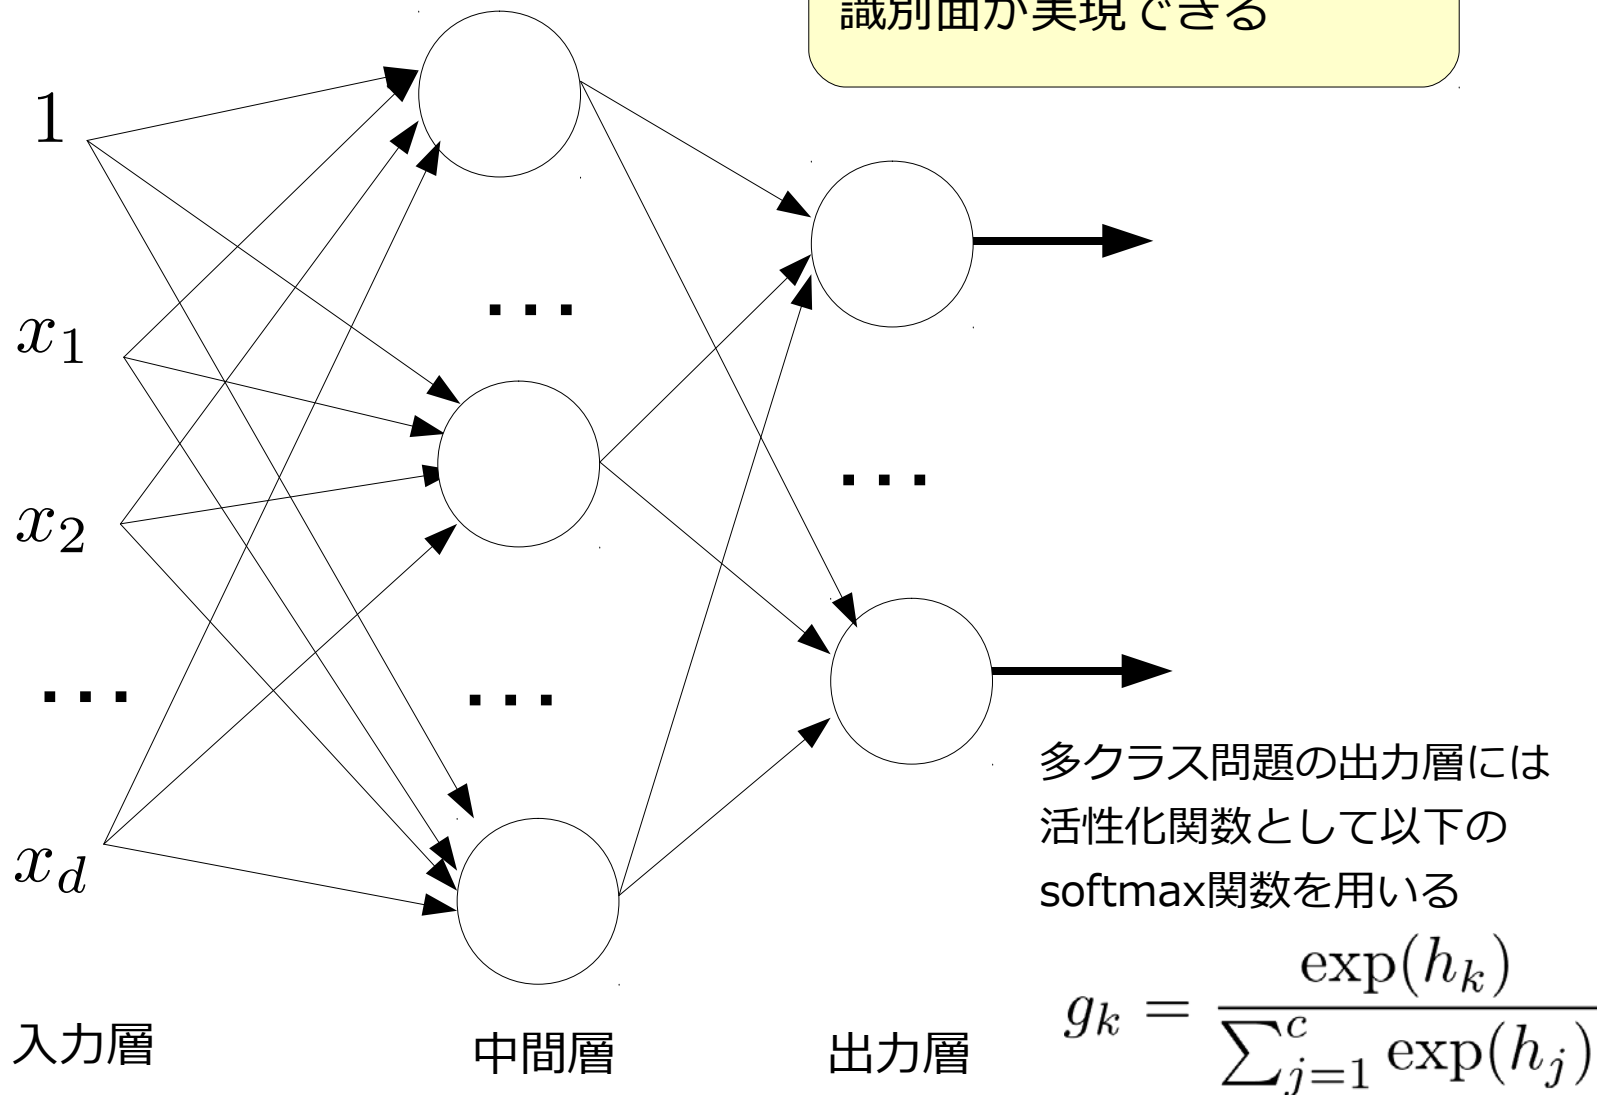 識別面が実現できる
1
x_1
...
x_2
...
...
...
x_d
多クラス問題の出力層には
活性化関数として以下の
softmax関数を用いる
g_k = \frac{\exp(h_k)}{\sum_{j=1}^{c} \exp(h_j)}
入力層
中間層
出力層